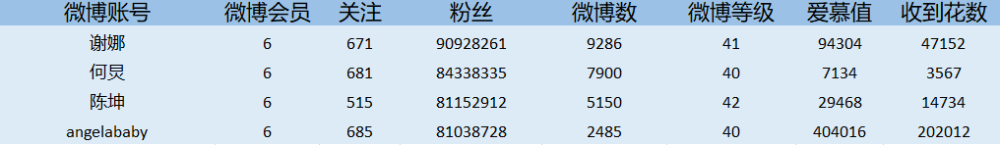 微博账号 微博会员 关注 粉丝 微博数 微博等级 爱慕值 收到花数
谢娜 6 671 90928261 9286 41 94304 47152
何炅 6 681 84338335 7900 40 7134 3567
陈坤 6 515 81152912 5150 42 29468 14734
angelababy 6 685 81038728 2485 40 404016 202012